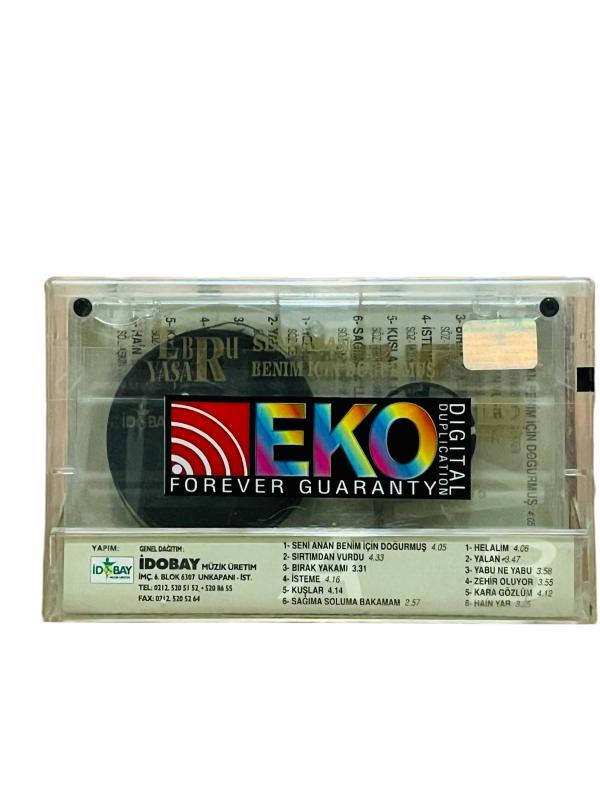 EBRU
YAŞAR
SENİ ANAN
BENİM İÇİN DOĞURMUŞ
EKO
DIGITAL
DUPLICATION
FOREVER GUARANTY
YAPIM:
İDOBAY
GENEL DAĞITIM:
İDOBAY MÜZİK ÜRETİM
İMÇ. 6. BLOK 6307 UNKAPANI - İST.
TEL: 0212. 520 51 52 • 520 86 55
FAX: 0212. 520 52 64
1- SENİ ANAN BENİM İÇİN DOĞURMUŞ 4.05
2- SIRTIMDAN VURDU 4.33
3- BIRAK YAKAMI 3.31
4- İSTEME 4.16
5- KUŞLAR 4.14
6- SAĞIMA SOLUMA BAKAMAM 2.57
1- HELALİM 4.06
2- YALAN 3.47
3- YABU NE YABU 3.58
4- ZEHİR OLUYOR 3.55
5- KARA GÖZLÜM 4.12
6- HAİN YAR